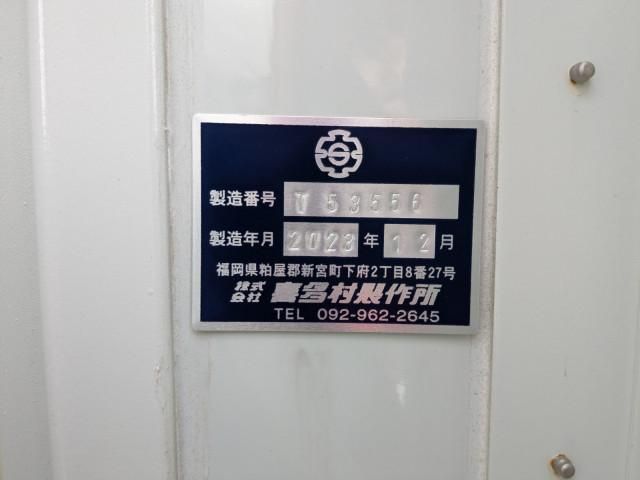 製造番号 T 53556
製造年月 2023 年 12 月
福岡県粕屋郡新宮町下府2丁目8番27号
株式会社 喜多村製作所
TEL 092-962-2645